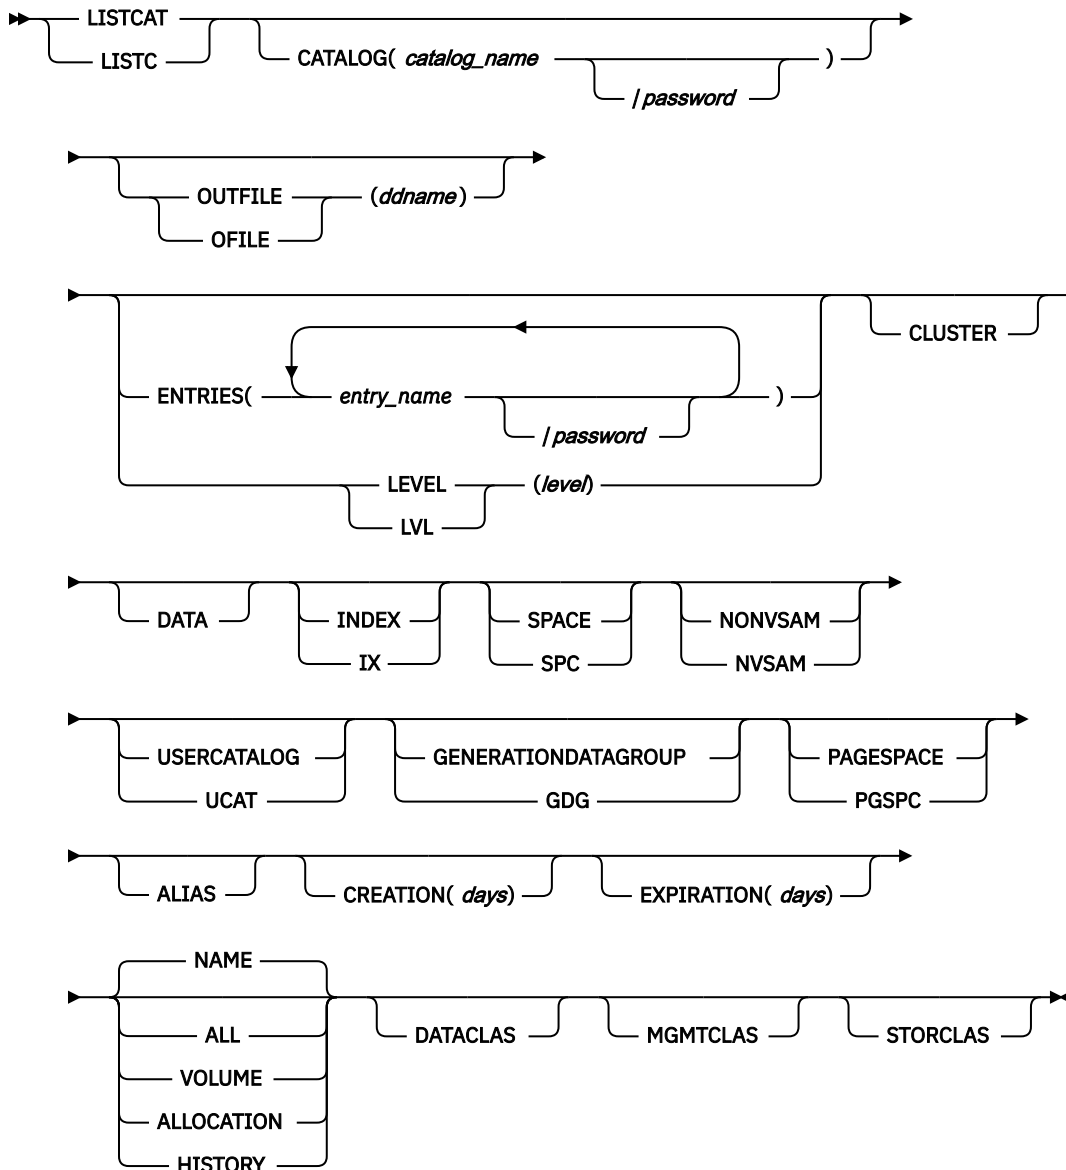 LISTCAT
LISTC
CATALOG( catalog_name )
/ password
OUTFILE (ddname)
OFILE
CLUSTER
ENTRIES( entry_name )
/ password
LEVEL (level)
LVL
DATA INDEX SPACE NONVSAM
IX SPC NVSAM
USERCATALOG GENERATIONDATAGROUP PAGESPACE
UCAT GDG PGSPC
ALIAS CREATION( days) EXPIRATION( days)
NAME
ALL DATACLAS MGMTCLAS STORCLAS
VOLUME
ALLOCATION
HISTORY